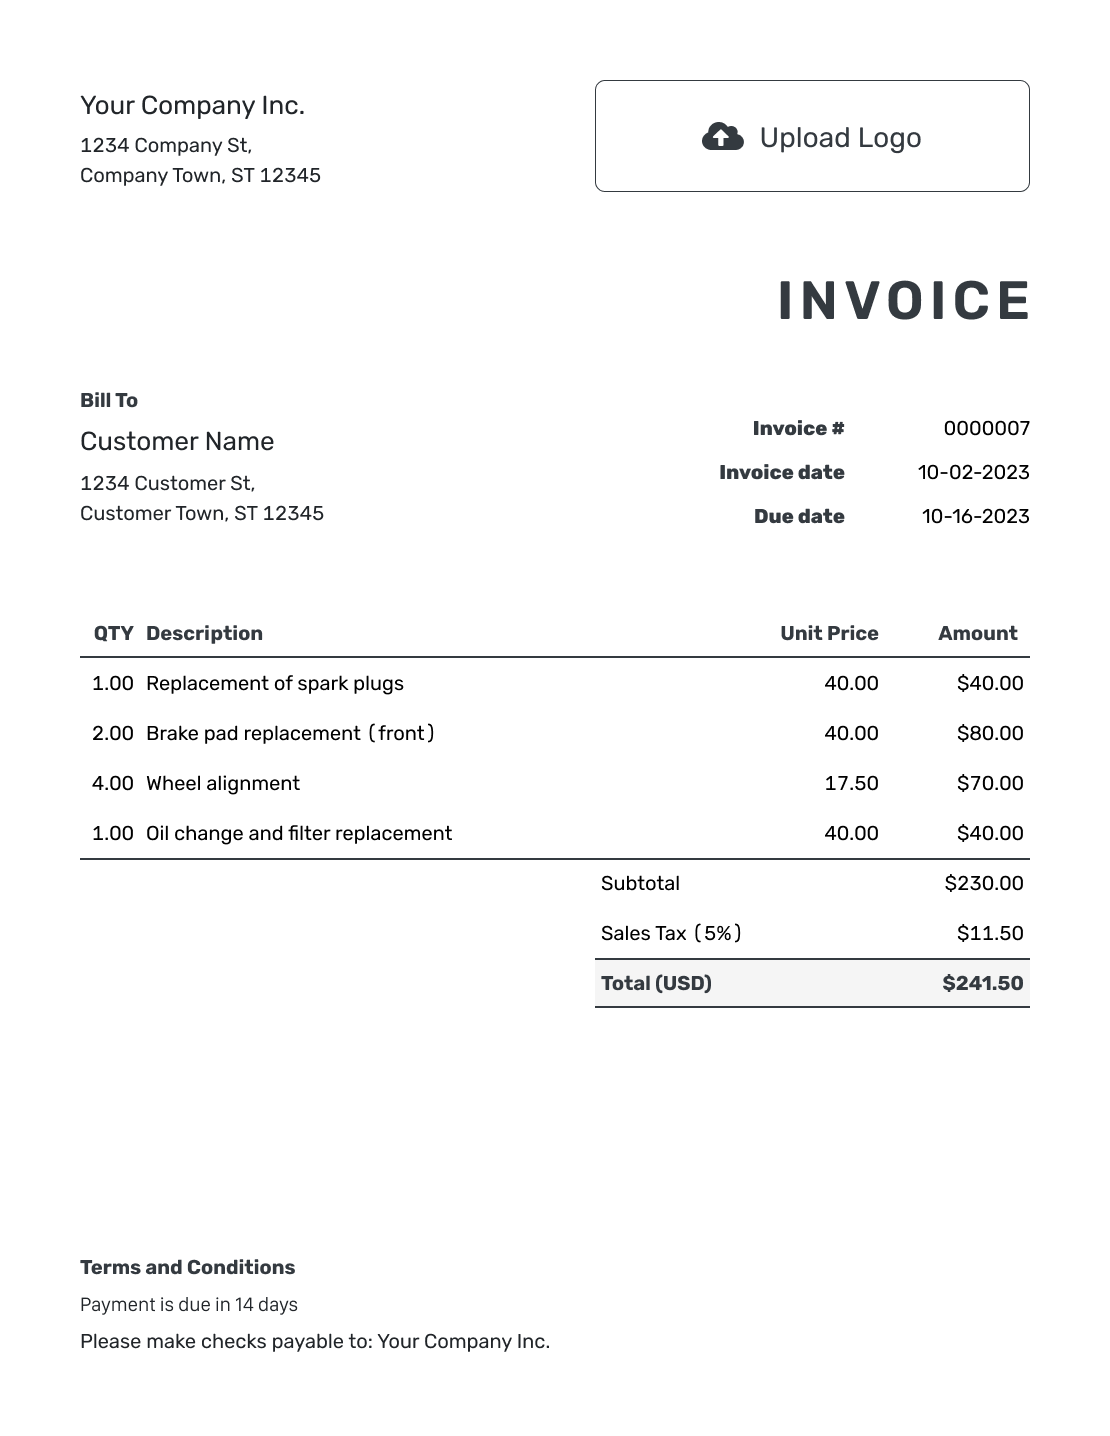 Your Company Inc.
1234 Company St,
Company Town, ST 12345
Upload Logo
INVOICE
Bill To
Customer Name
1234 Customer St,
Customer Town, ST 12345
Invoice # 0000007
Invoice date 10-02-2023
Due date 10-16-2023
QTY Description Unit Price Amount
1.00 Replacement of spark plugs 40.00 $40.00
2.00 Brake pad replacement (front) 40.00 $80.00
4.00 Wheel alignment 17.50 $70.00
1.00 Oil change and filter replacement 40.00 $40.00
Subtotal $230.00
Sales Tax (5%) $11.50
Total (USD) $241.50
Terms and Conditions
Payment is due in 14 days
Please make checks payable to: Your Company Inc.